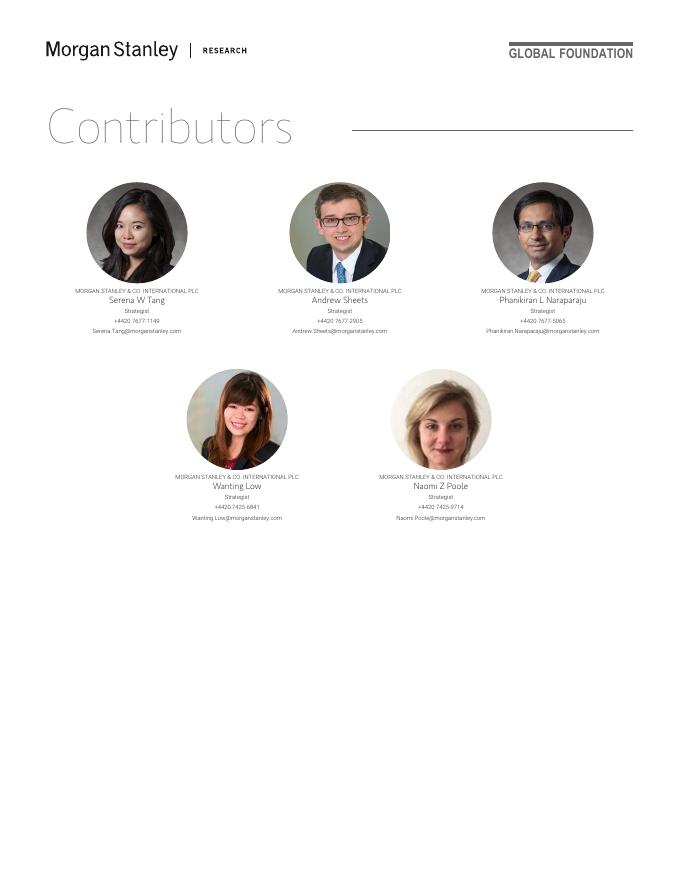 Morgan Stanley | RESEARCH
GLOBAL FOUNDATION
Contributors
MORGAN STANLEY & CO. INTERNATIONAL PLC
Serena W Tang
Strategist
+4420 7677-1149
Serena.Tang@morganstanley.com
MORGAN STANLEY & CO. INTERNATIONAL PLC
Andrew Sheets
Strategist
+4420 7677-2905
Andrew.Sheets@morganstanley.com
MORGAN STANLEY & CO. INTERNATIONAL PLC
Phanikiran L Naraparaju
Strategist
+4420 7677-5065
Phanikiran.Naraparaju@morganstanley.com
MORGAN STANLEY & CO. INTERNATIONAL PLC
Wanting Low
Strategist
+4420 7425-6841
Wanting.Low@morganstanley.com
MORGAN STANLEY & CO. INTERNATIONAL PLC
Naomi Z Poole
Strategist
+4420 7425-9714
Naomi.Poole@morganstanley.com